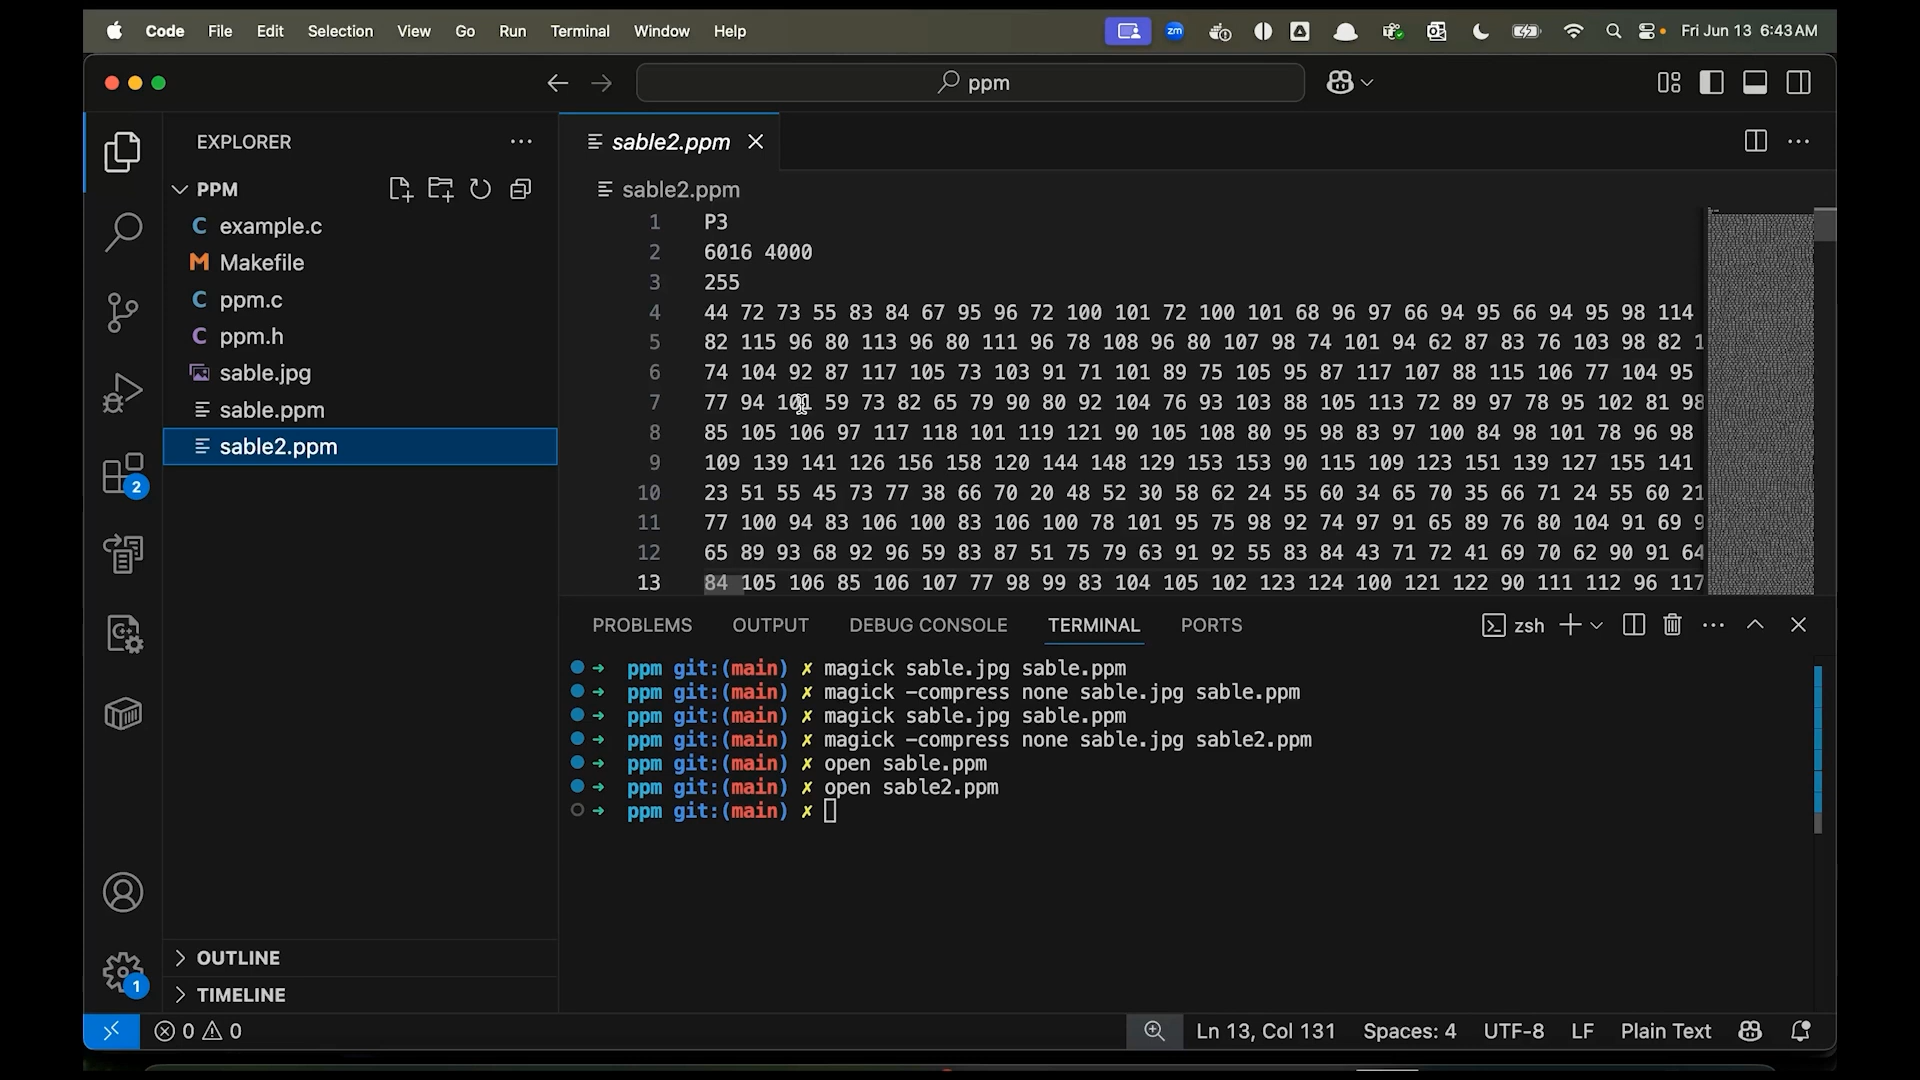 Code File Edit Selection View Go Run Terminal Window Help zm Fri Jun 13 6:43 AM
ppm
EXPLORER
PPM
example.c
Makefile
ppm.c
ppm.h
sable.jpg
sable.ppm
sable2.ppm
OUTLINE
TIMELINE
2
1
sable2.ppm
sable2.ppm
1 P3
2 6016 4000
3 255
4 44 72 73 55 83 84 67 95 96 72 100 101 72 100 101 68 96 97 66 94 95 66 94 95 98 114
5 82 115 96 80 113 96 80 111 96 78 108 96 80 107 98 74 101 94 62 87 83 76 103 98 82 1
6 74 104 92 87 117 105 73 103 91 71 101 89 75 105 95 87 117 107 88 115 106 77 104 95
7 77 94 101 59 73 82 65 79 90 80 92 104 76 93 103 88 105 113 72 89 97 78 95 102 81 98
8 85 105 106 97 117 118 101 119 121 90 105 108 80 95 98 83 97 100 84 98 101 78 96 98
9 109 139 141 126 156 158 120 144 148 129 153 153 90 115 109 123 151 139 127 155 141
10 23 51 55 45 73 77 38 66 70 20 48 52 30 58 62 24 55 60 34 65 70 35 66 71 24 55 60 21
11 77 100 94 83 106 100 83 106 100 78 101 95 75 98 92 74 97 91 65 89 76 80 104 91 69 9
12 65 89 93 68 92 96 59 83 87 51 75 79 63 91 92 55 83 84 43 71 72 41 69 70 62 90 91 64
13 84 105 106 85 106 107 77 98 99 83 104 105 102 123 124 100 121 122 90 111 112 96 117
PROBLEMS OUTPUT DEBUG CONSOLE TERMINAL PORTS zsh
➜ ppm git:(main) ✗ magick sable.jpg sable.ppm
➜ ppm git:(main) ✗ magick -compress none sable.jpg sable.ppm
➜ ppm git:(main) ✗ magick sable.jpg sable.ppm
➜ ppm git:(main) ✗ magick -compress none sable.jpg sable2.ppm
➜ ppm git:(main) ✗ open sable.ppm
➜ ppm git:(main) ✗ open sable2.ppm
➜ ppm git:(main) ✗
0 0 Ln 13, Col 131 Spaces: 4 UTF-8 LF Plain Text